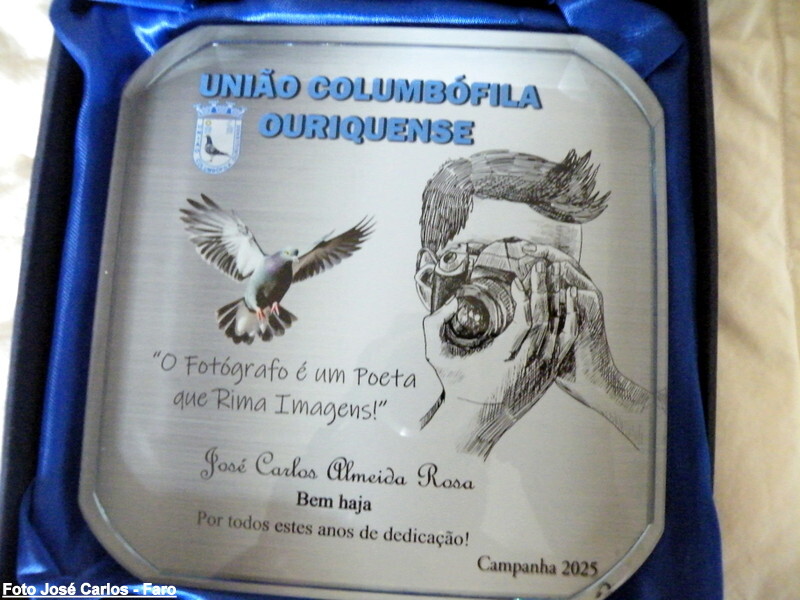 UNIÃO COLUMBÓFILA
OURIQUENSE
"O Fotógrafo é um Poeta
que Rima Imagens!"
José Carlos Almeida Rosa
Bem haja
Por todos estes anos de dedicação!
Campanha 2025
Foto José Carlos - Faro